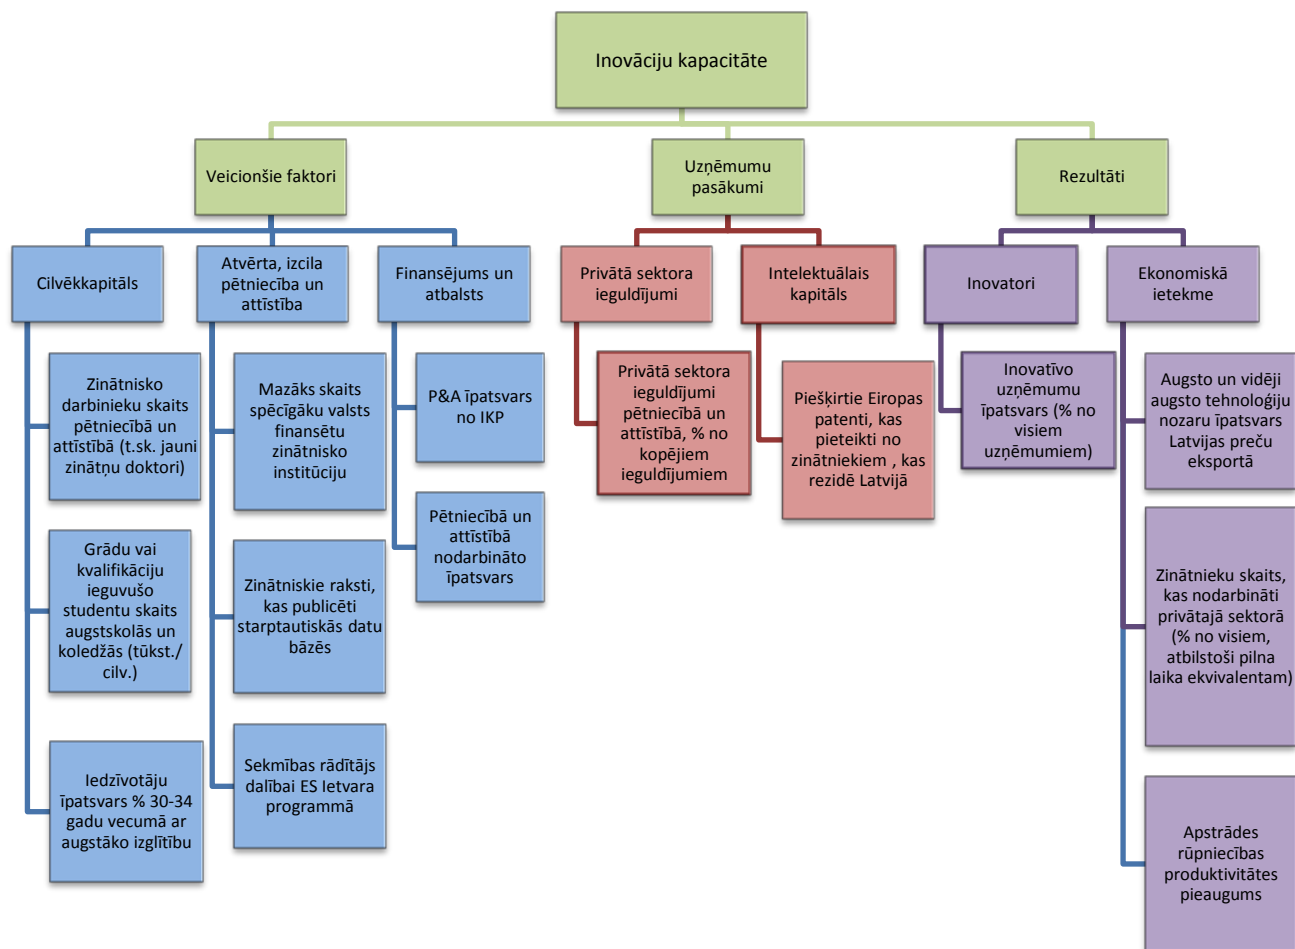 Inovāciju kapacitāte
Veicionšie faktori
Uzņēmumu
pasākumi
Rezultāti
Cilvēkkapitāls
Atvērta, izcila
pētniecība un
attīstība
Finansējums un
atbalsts
Privātā sektora
ieguldījumi
Intelektuālais
kapitāls
Inovatori
Ekonomiskā
ietekme
Zinātnisko
darbinieku skaits
pētniecībā un
attīstībā (t.sk. jauni
zinātņu doktori)
Grādu vai
kvalifikāciju
ieguvušo
studentu skaits
augstskolās un
koledžās (tūkst./
cilv.)
Iedzīvotāju
īpatsvars % 30-34
gadu vecumā ar
augstāko izglītību
Mazāks skaits
spēcīgāku valsts
finansētu
zinātnisko
institūciju
Zinātniskie raksti,
kas publicēti
starptautiskās datu
bāzēs
Sekmības rādītājs
dalībai ES Ietvara
programmā
P&A īpatsvars
no IKP
Pētniecībā un
attīstībā
nodarbināto
īpatsvars
Privātā sektora
ieguldījumi
pētniecībā un
attīstībā, % no
kopējiem
ieguldījumiem
Piešķirtie Eiropas
patenti, kas
pieteikti no
zinātniekiem , kas
rezidē Latvijā
Inovatīvo
uzņēmumu
īpatsvars (% no
visiem
uzņēmumiem)
Augsto un vidēji
augsto tehnoloģiju
nozaru īpatsvars
Latvijas preču
eksportā
Zinātnieku skaits,
kas nodarbināti
privātajā sektorā
(% no visiem,
atbilstoši pilna
laika ekvivalentam)
Apstrādes
rūpniecības
produktivitātes
pieaugums